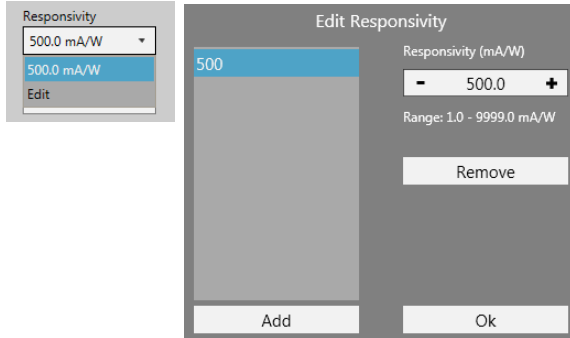 Responsivity
500.0 mA/W
500.0 mA/W
Edit
Edit Responsivity
500
Responsivity (mA/W)
- 500.0 +
Range: 1.0 - 9999.0 mA/W
Remove
Add
Ok